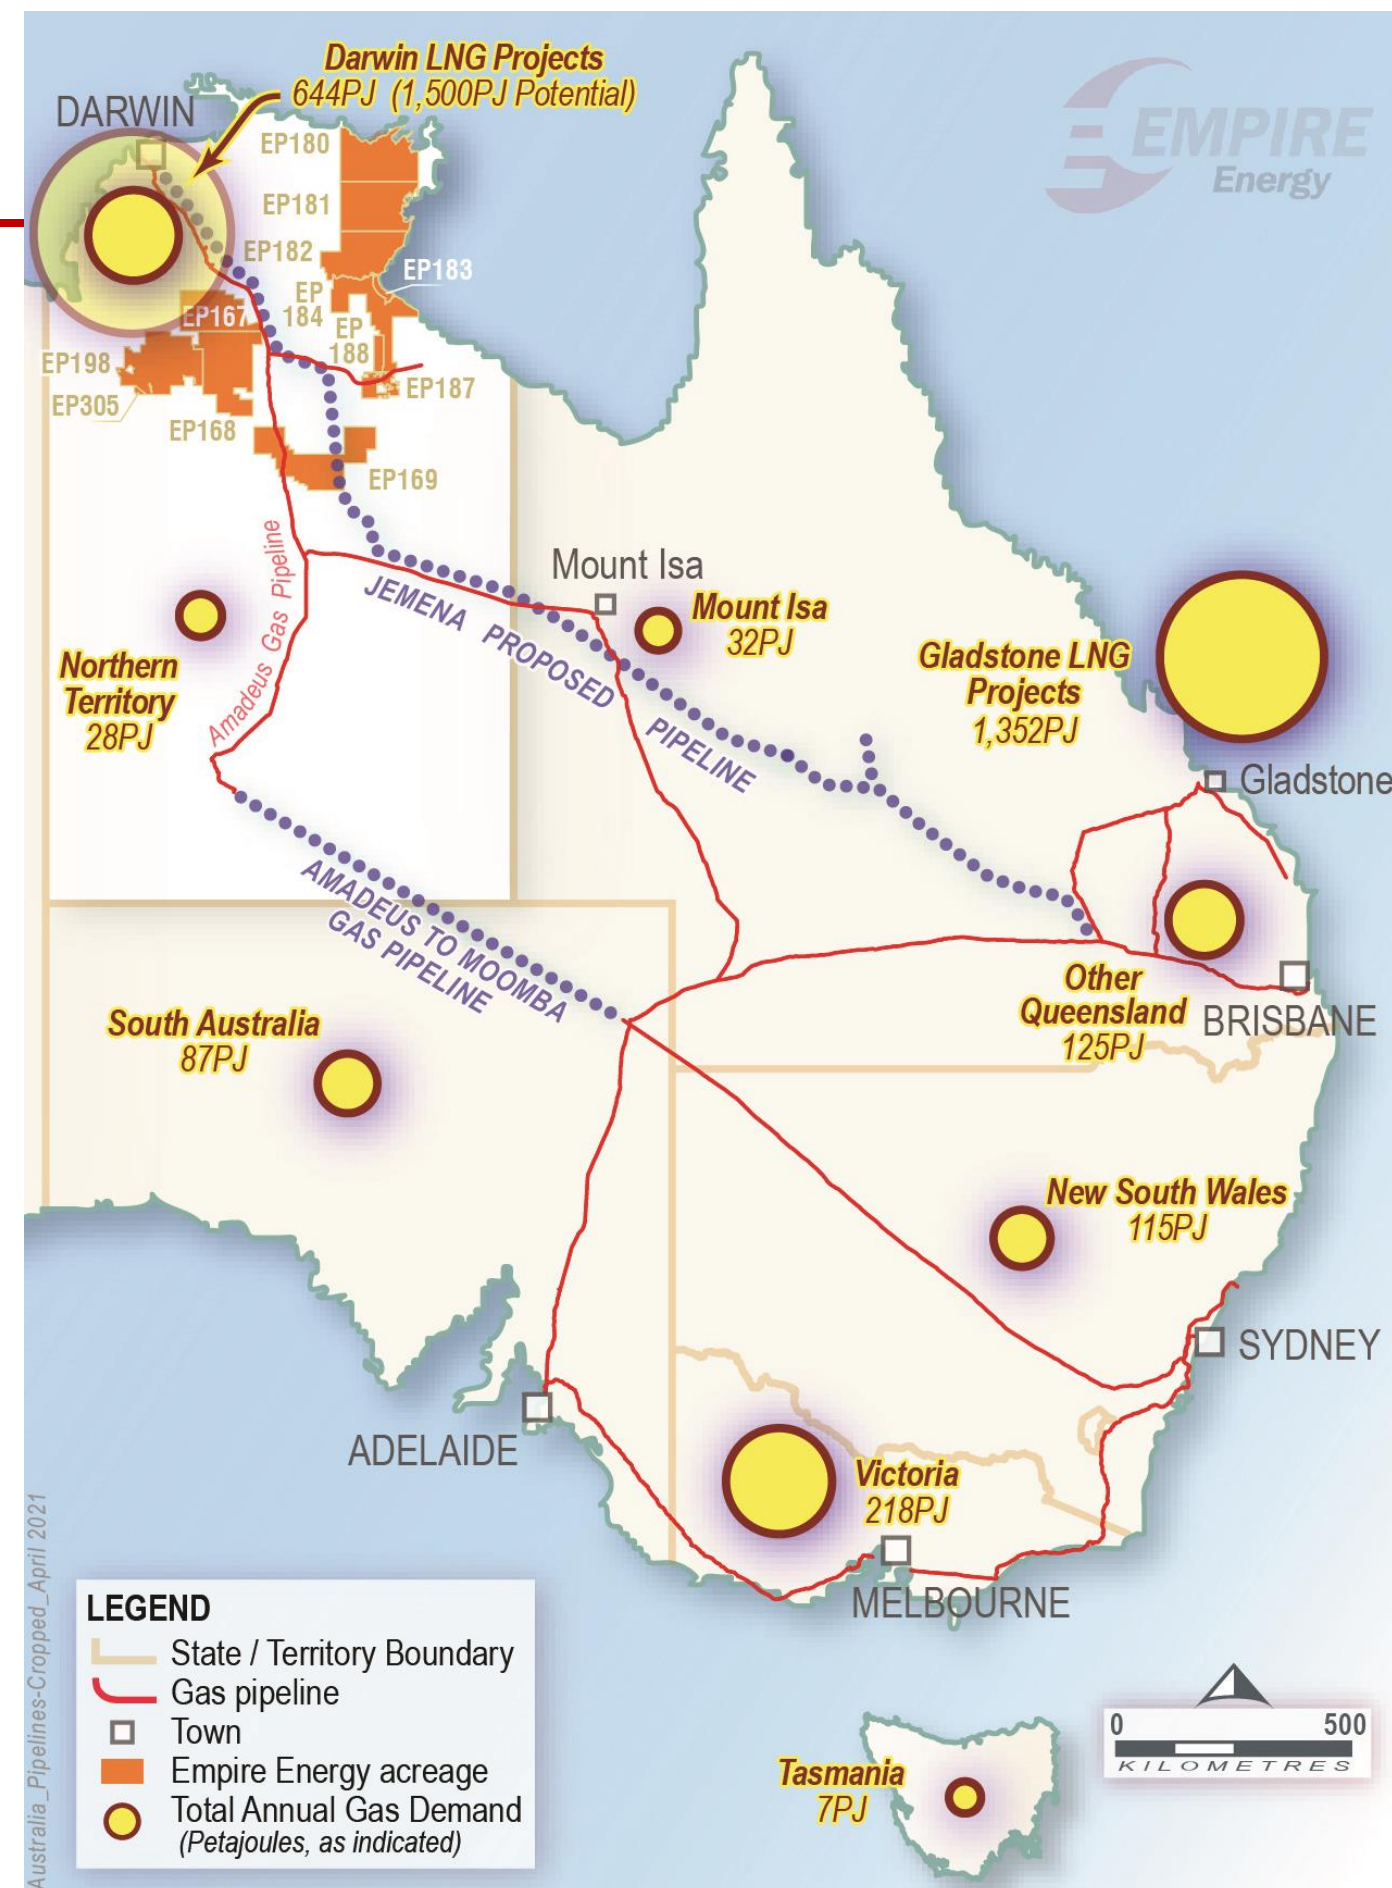 Darwin LNG Projects
644PJ (1,500PJ Potential)
DARWIN
EMPIRE
Energy
EP180
EP181
EP182
EP183
EP
184
EP167
EP
188
EP198
EP187
EP305
EP168
EP169
Amadeus Gas Pipeline
Mount Isa
JEMENA PROPOSED PIPELINE
Mount Isa
32PJ
Northern
Territory
28PJ
Gladstone LNG
Projects
1,352PJ
Gladstone
AMADEUS TO MOOMBA
GAS PIPELINE
Other
Queensland
125PJ
BRISBANE
South Australia
87PJ
New South Wales
115PJ
SYDNEY
ADELAIDE
Victoria
218PJ
MELBOURNE
Australia_Pipelines-Cropped_April 2021
LEGEND
State / Territory Boundary
Gas pipeline
Town
Empire Energy acreage
Total Annual Gas Demand
(Petajoules, as indicated)
Tasmania
7PJ
0 500
KILOMETRES